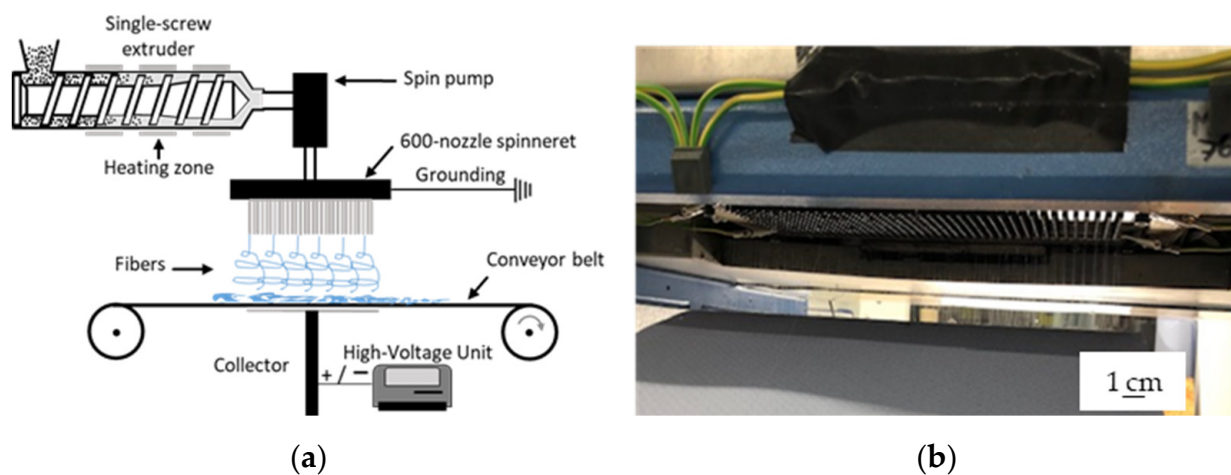 Single-screw
extruder
Spin pump
600-nozzle spinneret
Heating zone
Grounding
Fibers
Conveyor belt
Collector
High-Voltage Unit
+ / −
1 cm
(a)
(b)